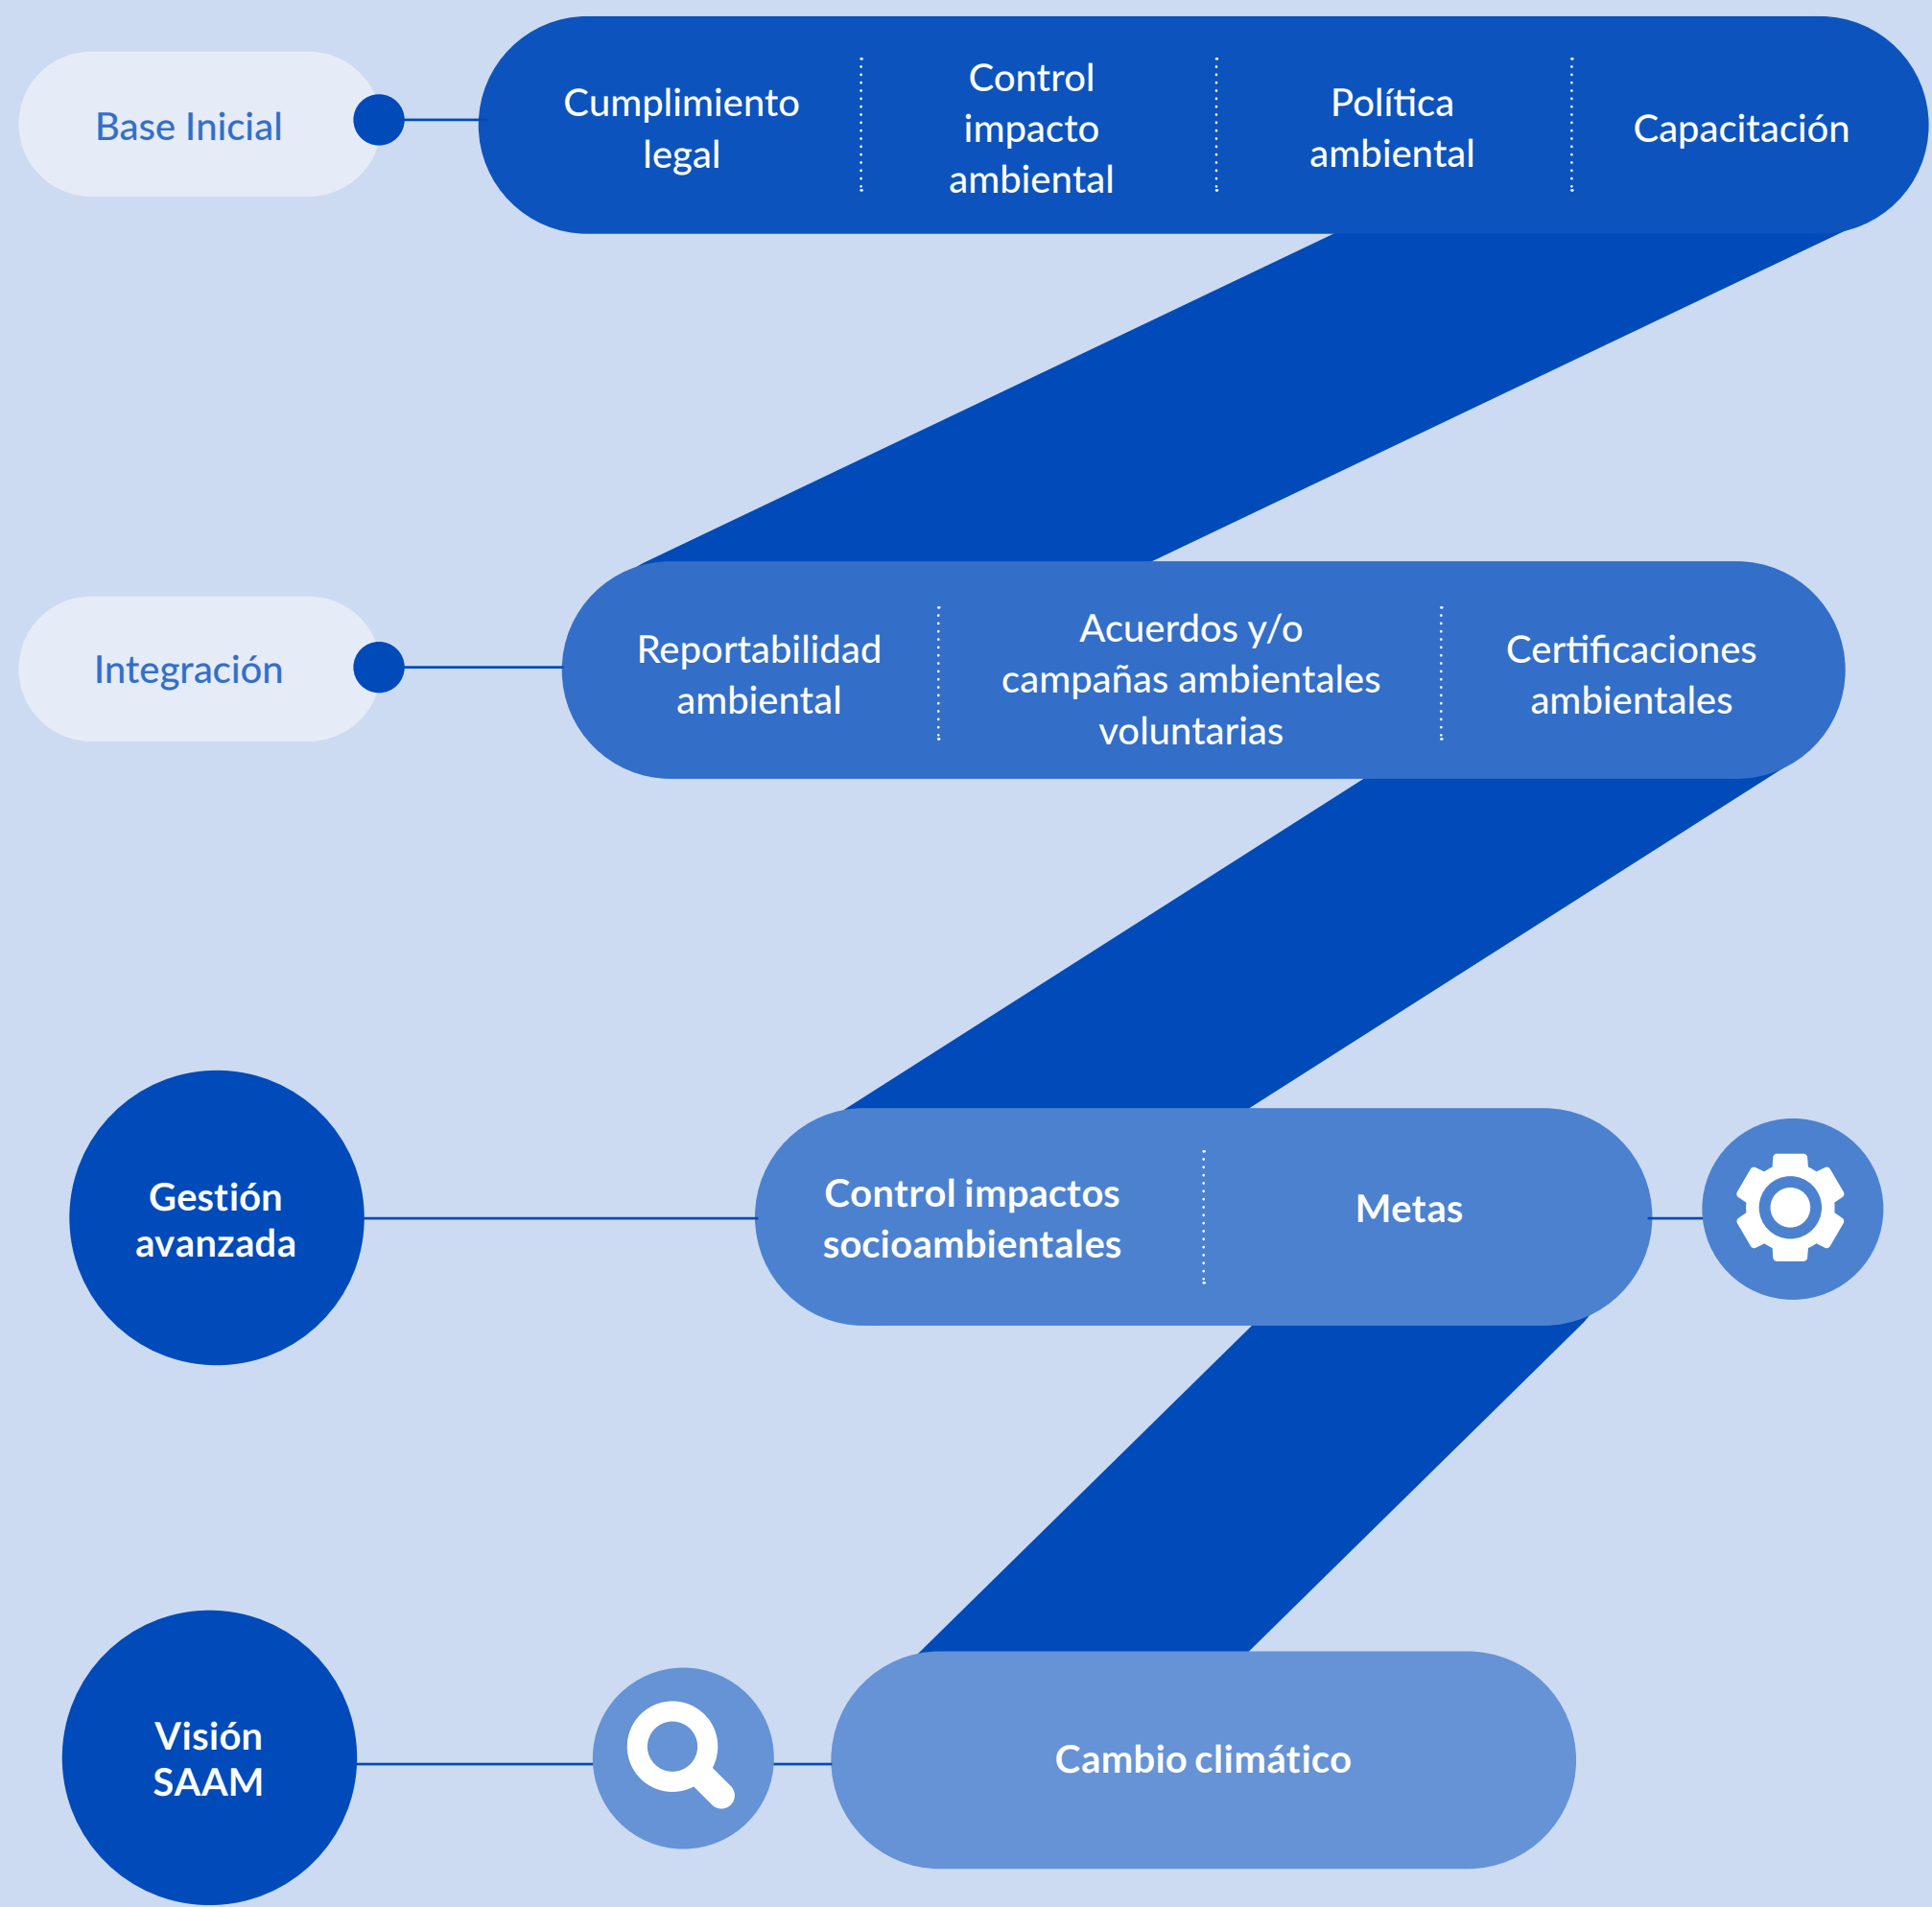 Base Inicial
Cumplimiento
legal
Control
impacto
ambiental
Política
ambiental
Capacitación
Integración
Reportabilidad
ambiental
Acuerdos y/o
campañas ambientales
voluntarias
Certificaciones
ambientales
Gestión
avanzada
Control impactos
socioambientales
Metas
Visión
SAAM
Cambio climático